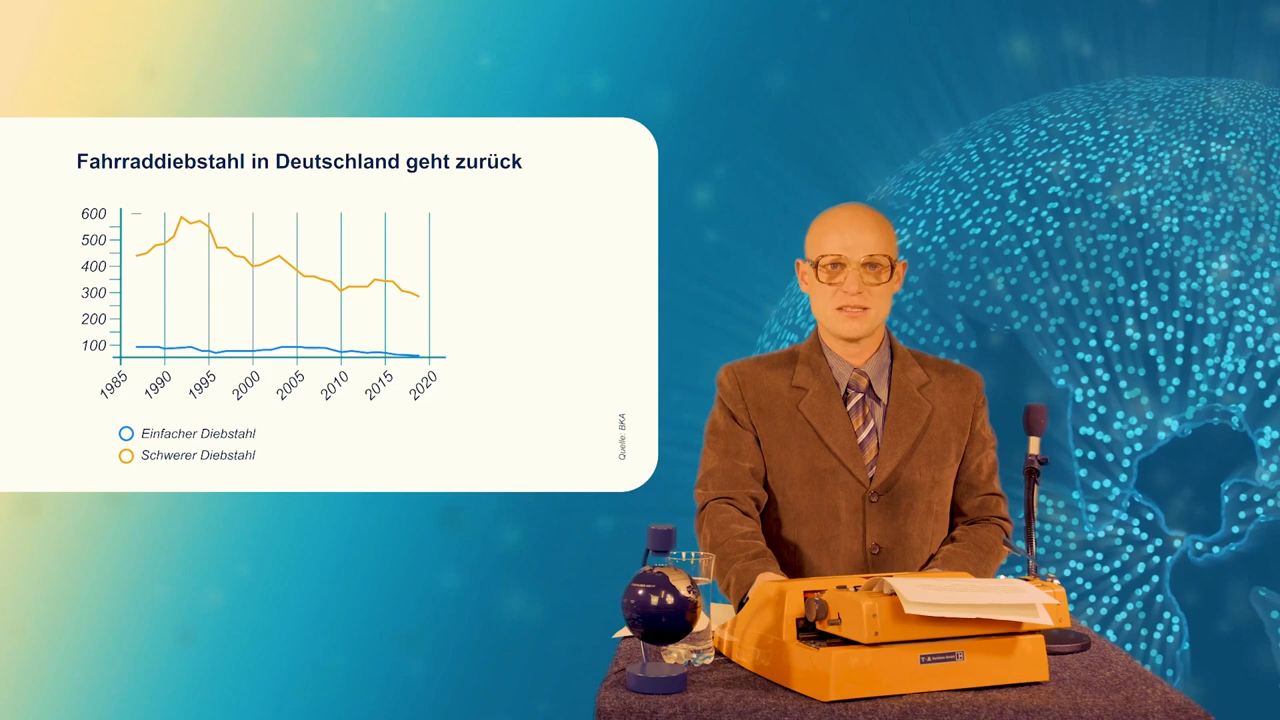 Fahrraddiebstahl in Deutschland geht zurück
600
500
400
300
200
100
1985 1990 1995 2000 2005 2010 2015 2020
Einfacher Diebstahl
Schwerer Diebstahl
Quelle: BKA
T A